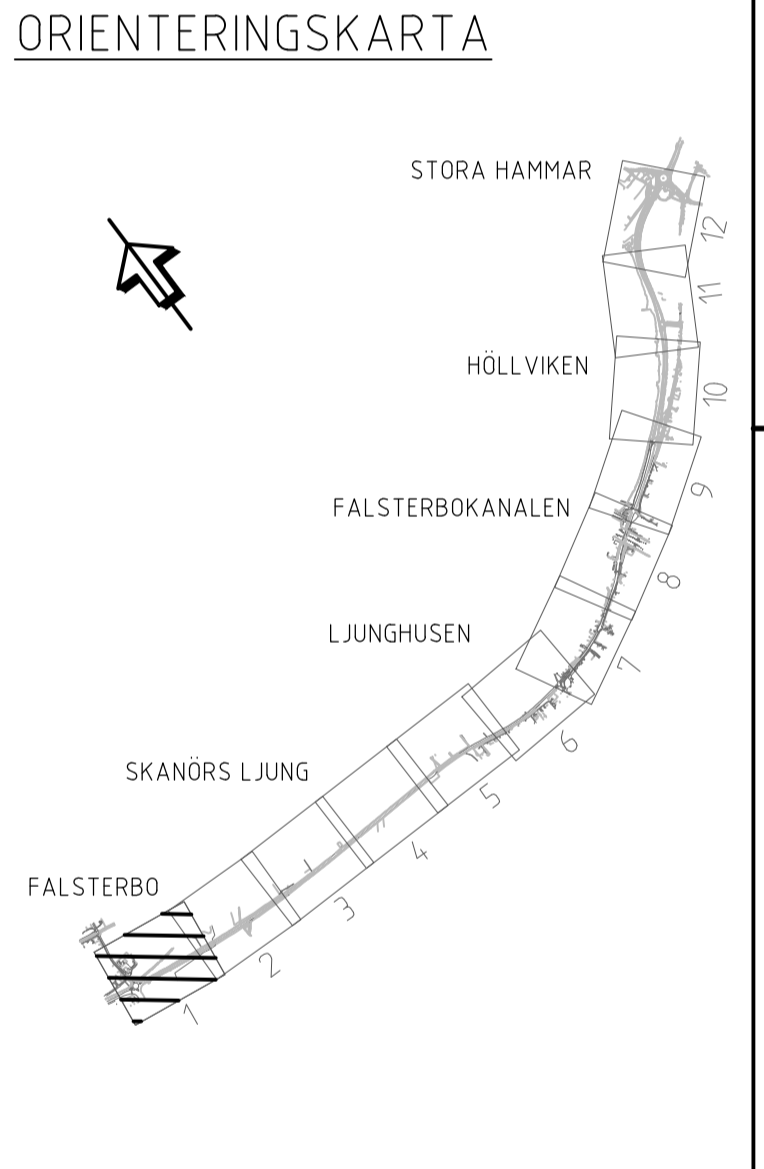 ORIENTERINGSKARTA
STORA HAMMAR
12
11
HÖLLVIKEN
10
9
FALSTERBOKANALEN
8
LJUNGHUSEN
7
6
SKANÖRS LJUNG
5
4
FALSTERBO
3
2
1